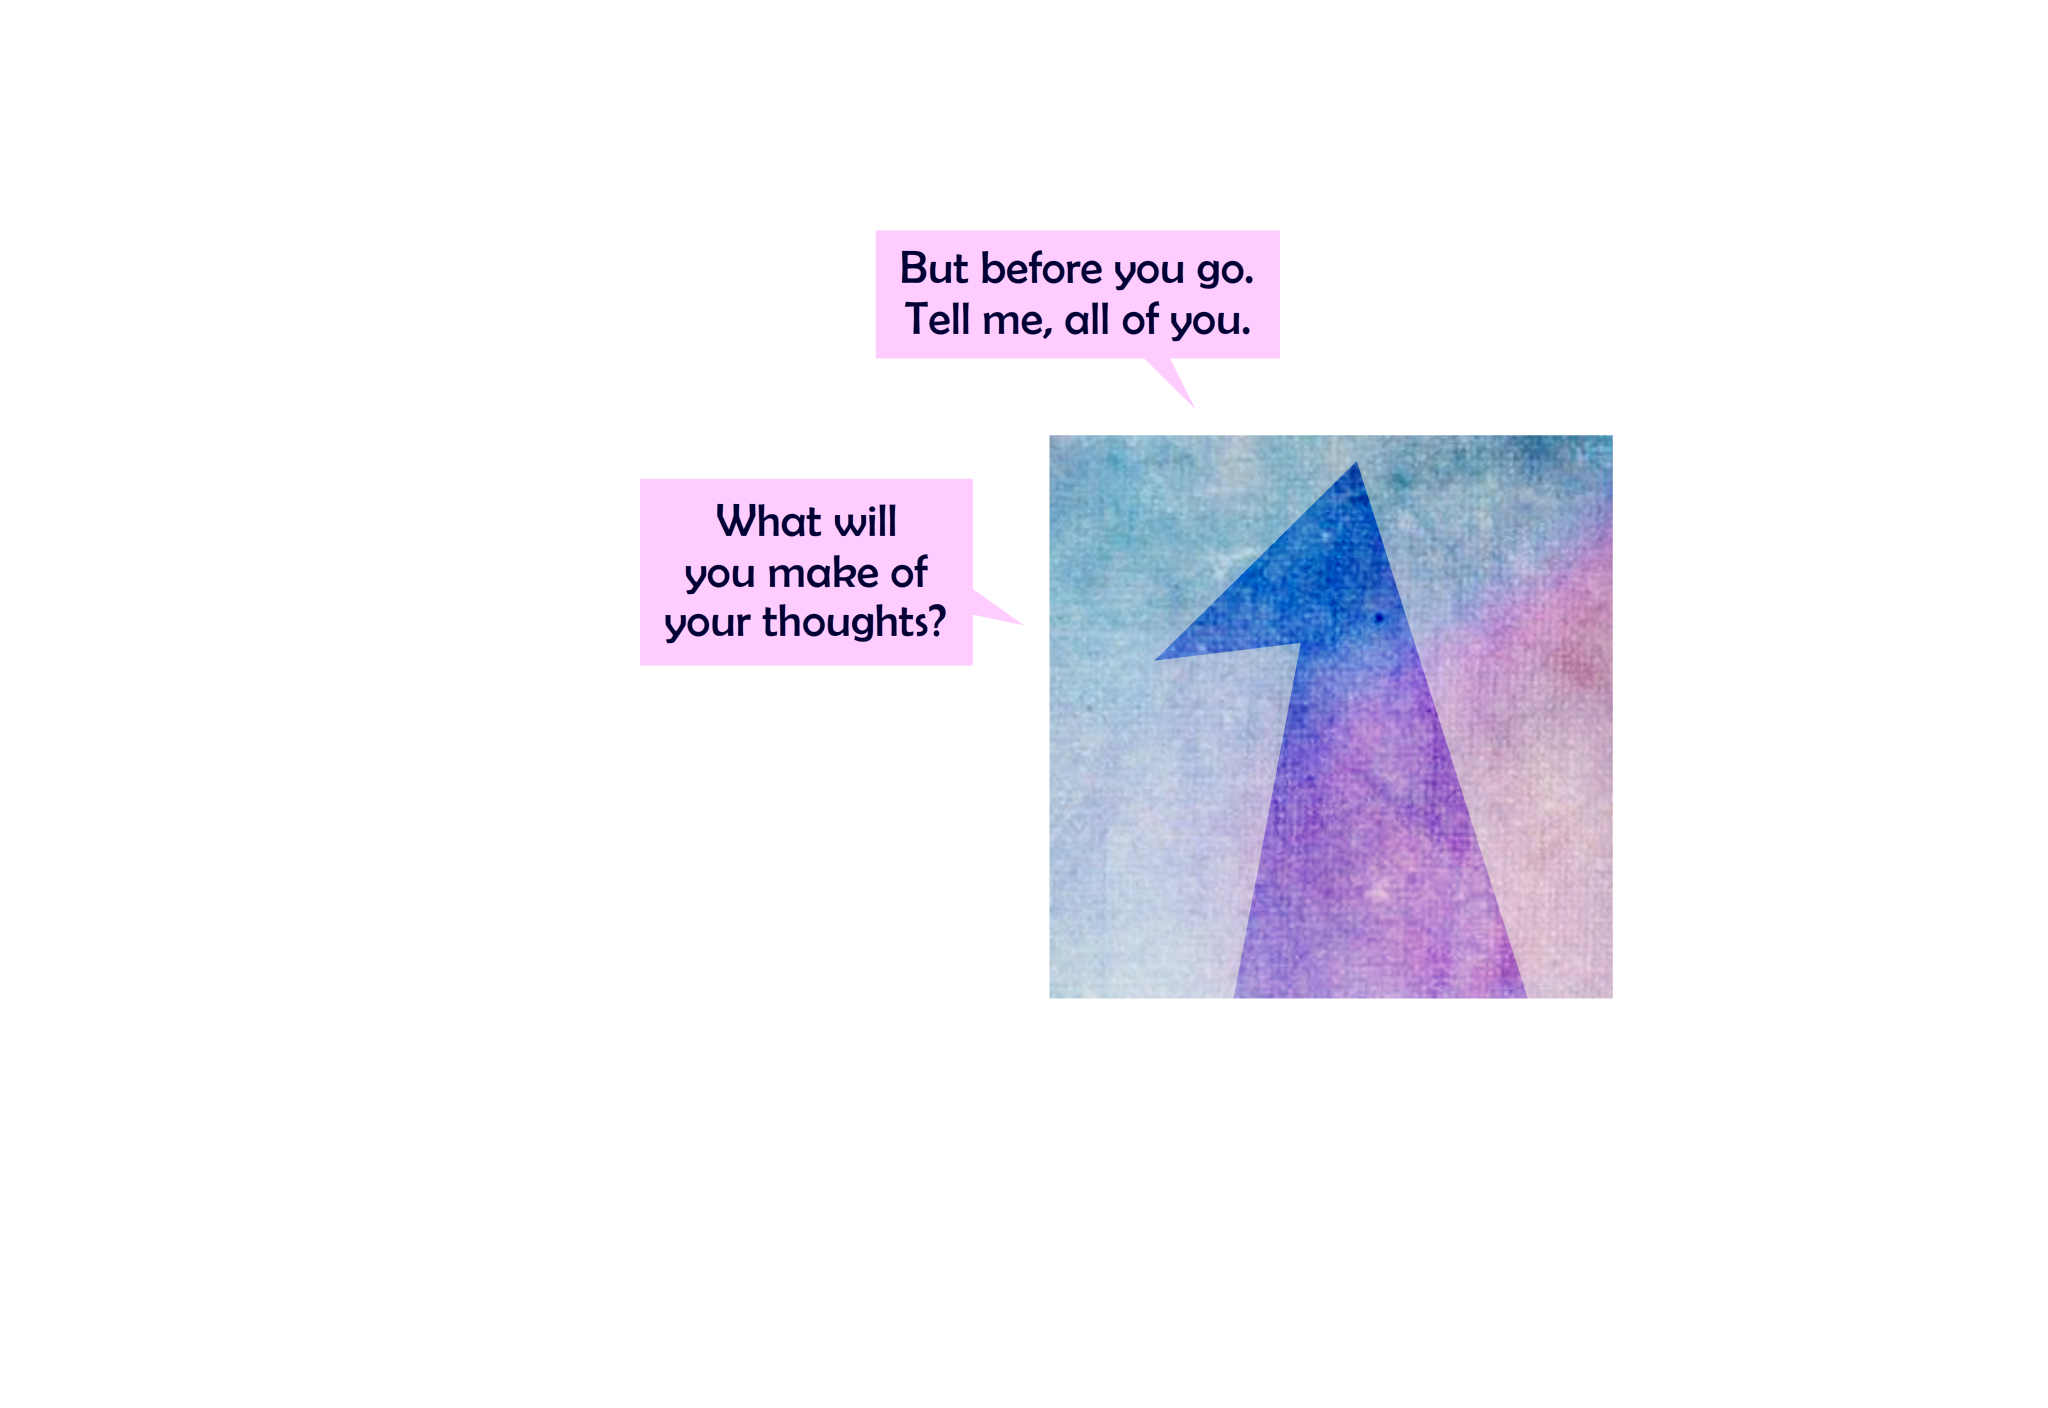 But before you go.
Tell me, all of you.
What will
you make of
your thoughts?